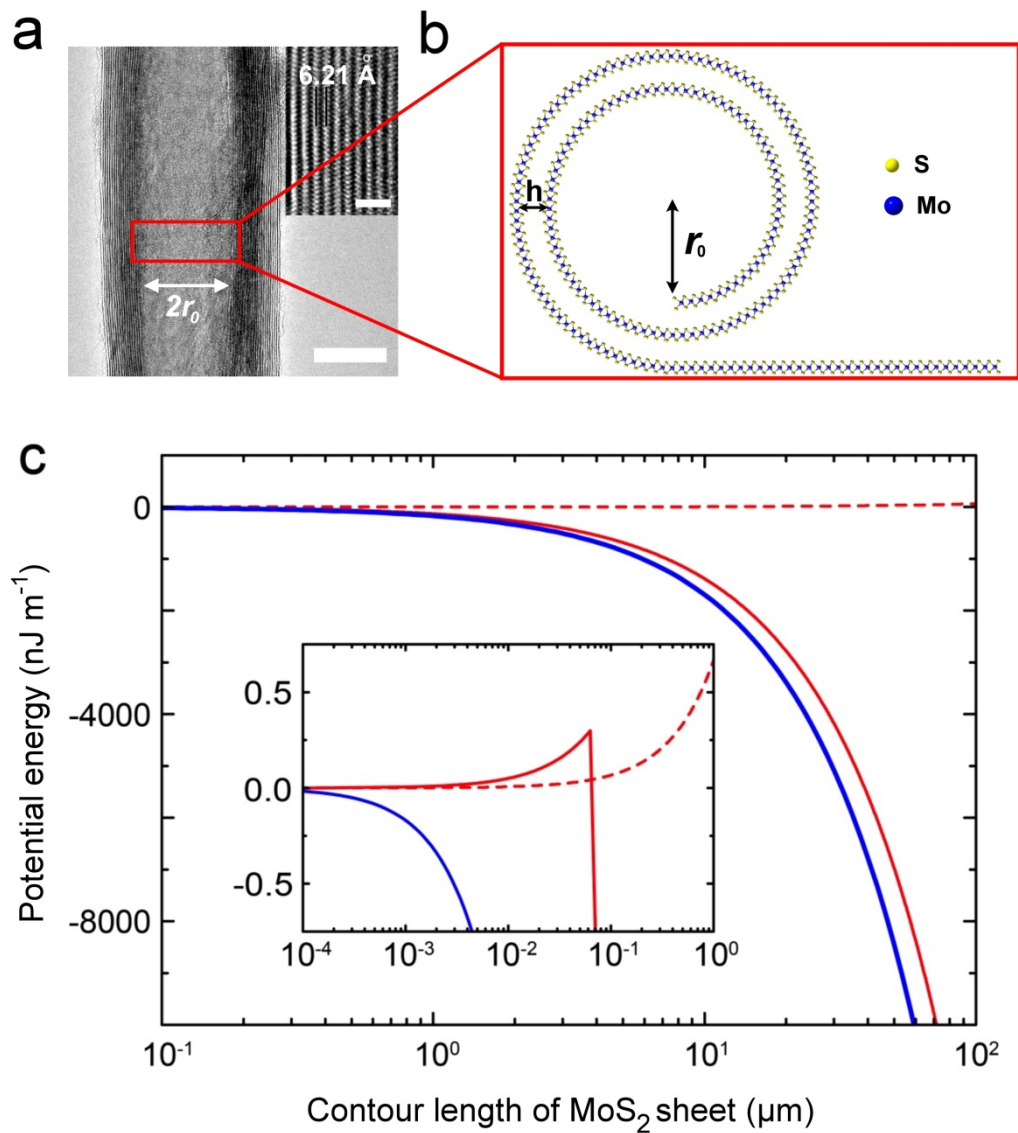 a
6.21 Å
2r₀
b
h
r₀
S
Mo
c
Potential energy (nJ m⁻¹)
0
-4000
-8000
0.5
0.0
-0.5
10⁻⁴ 10⁻³ 10⁻² 10⁻¹ 10⁰
10⁻¹ 10⁰ 10¹ 10²
Contour length of MoS₂ sheet (µm)